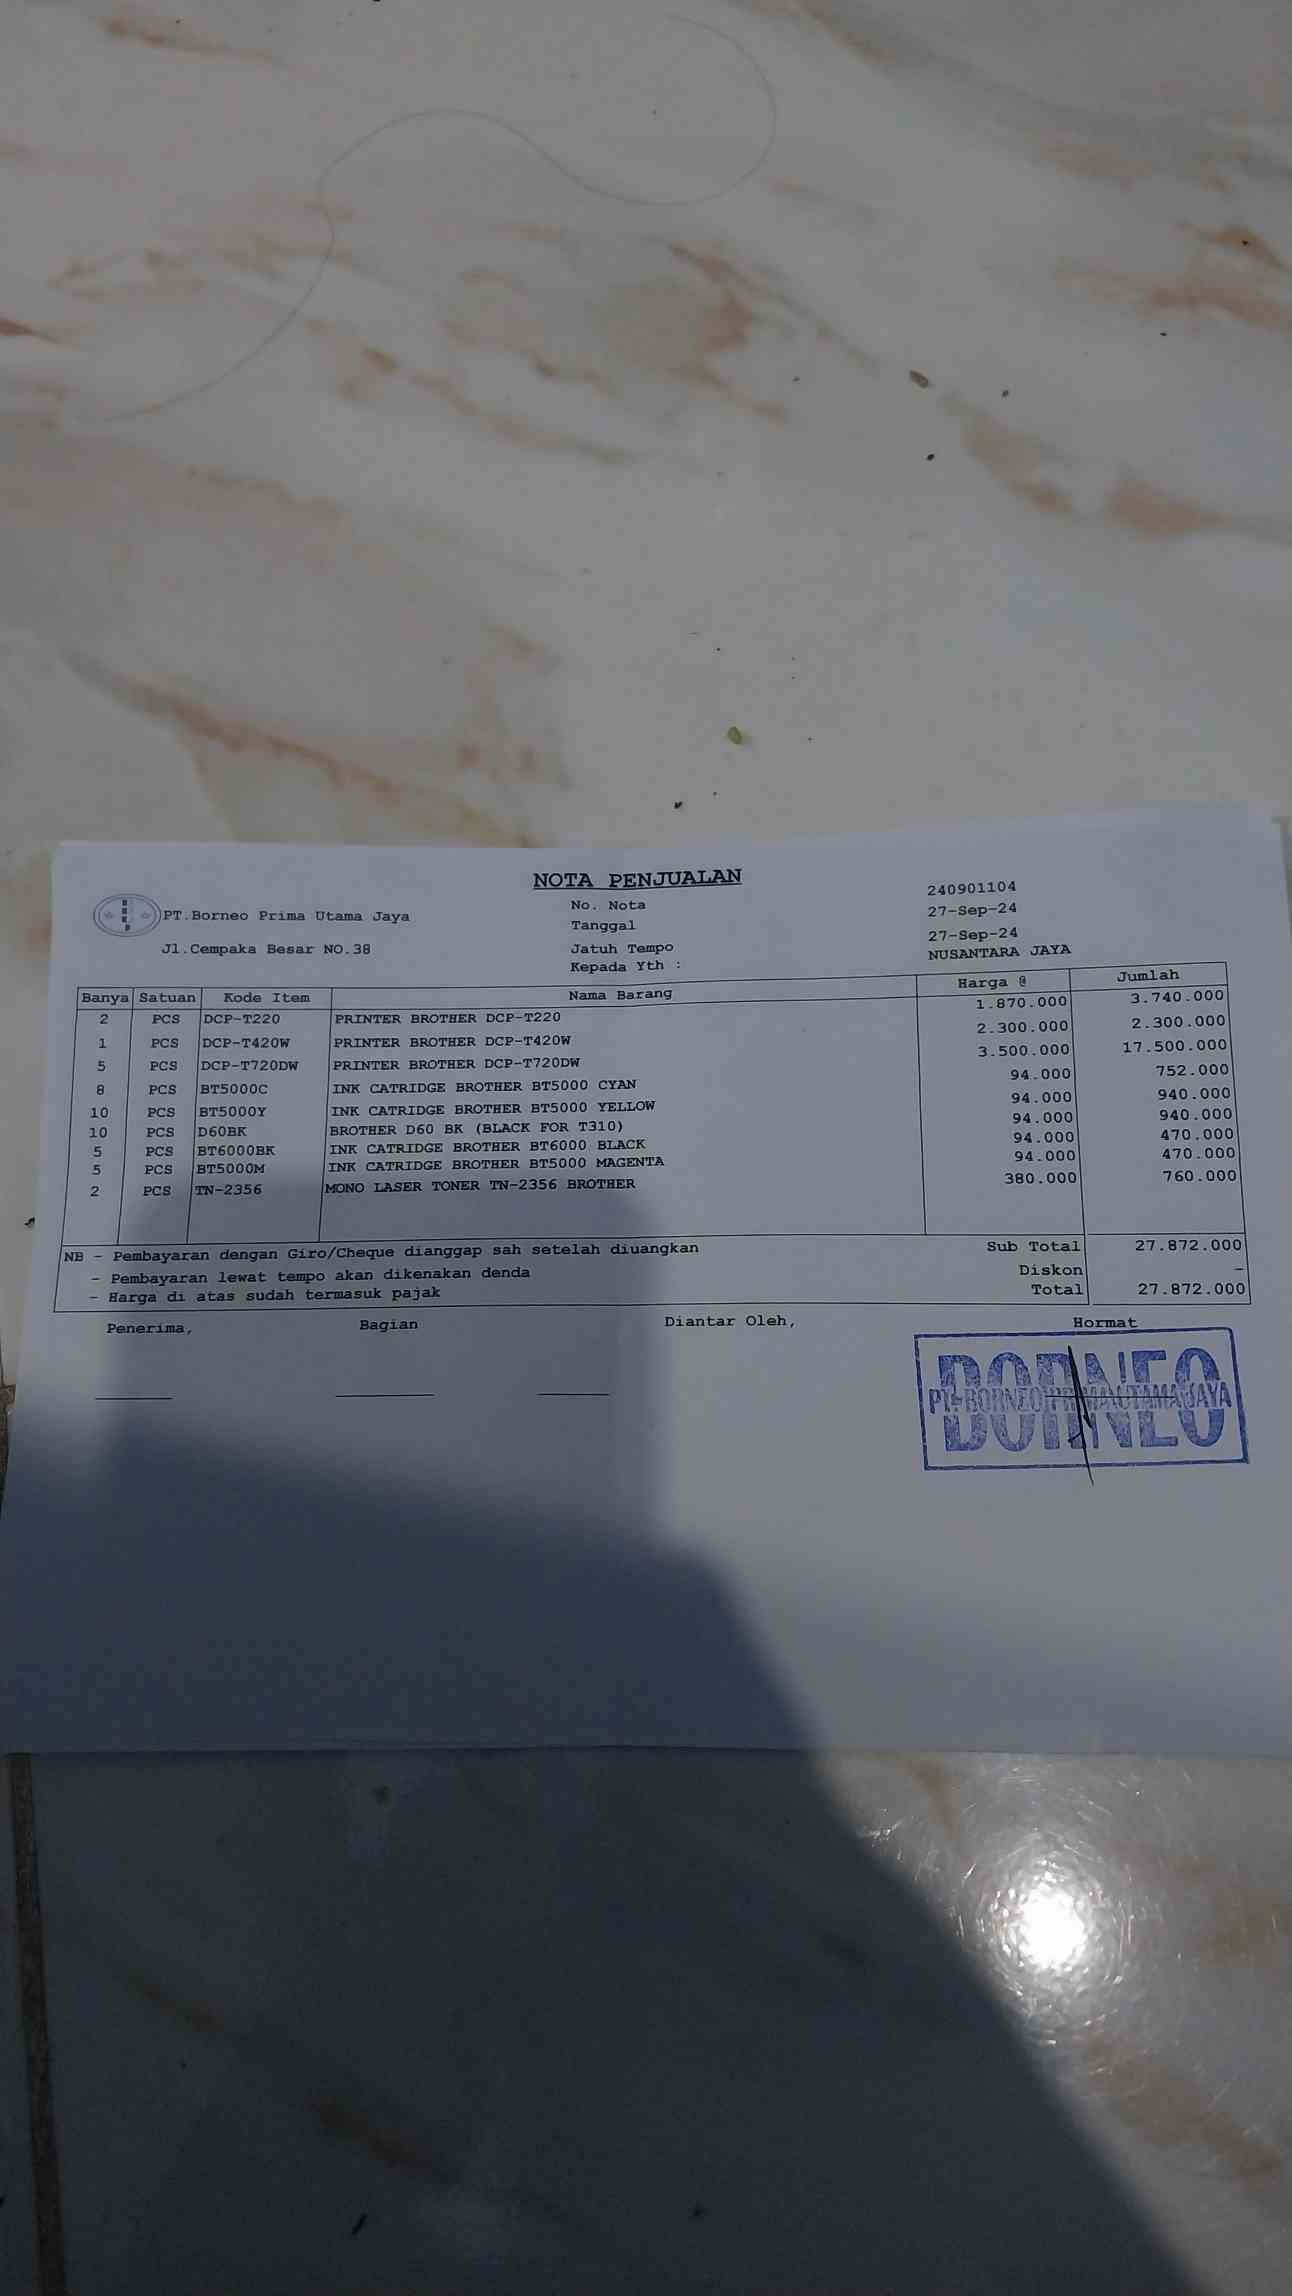 NOTA PENJUALAN
PT.Borneo Prima Utama Jaya
Jl.Cempaka Besar NO.38
No. Nota 240901104
Tanggal 27-Sep-24
Jatuh Tempo 27-Sep-24
Kepada Yth : NUSANTARA JAYA
Banya Satuan Kode Item Nama Barang Harga @ Jumlah
2 PCS DCP-T220 PRINTER BROTHER DCP-T220 1.870.000 3.740.000
1 PCS DCP-T420W PRINTER BROTHER DCP-T420W 2.300.000 2.300.000
5 PCS DCP-T720DW PRINTER BROTHER DCP-T720DW 3.500.000 17.500.000
8 PCS BT5000C INK CATRIDGE BROTHER BT5000 CYAN 94.000 752.000
10 PCS BT5000Y INK CATRIDGE BROTHER BT5000 YELLOW 94.000 940.000
10 PCS D60BK BROTHER D60 BK (BLACK FOR T310) 94.000 940.000
5 PCS BT6000BK INK CATRIDGE BROTHER BT6000 BLACK 94.000 470.000
5 PCS BT5000M INK CATRIDGE BROTHER BT5000 MAGENTA 94.000 470.000
2 PCS TN-2356 MONO LASER TONER TN-2356 BROTHER 380.000 760.000
NB - Pembayaran dengan Giro/Cheque dianggap sah setelah diuangkan Sub Total 27.872.000
- Pembayaran lewat tempo akan dikenakan denda Diskon -
- Harga di atas sudah termasuk pajak Total 27.872.000
Penerima, Bagian Diantar Oleh, Hormat
BORNEO
PT. BORNEO PRIMA UTAMA JAYA